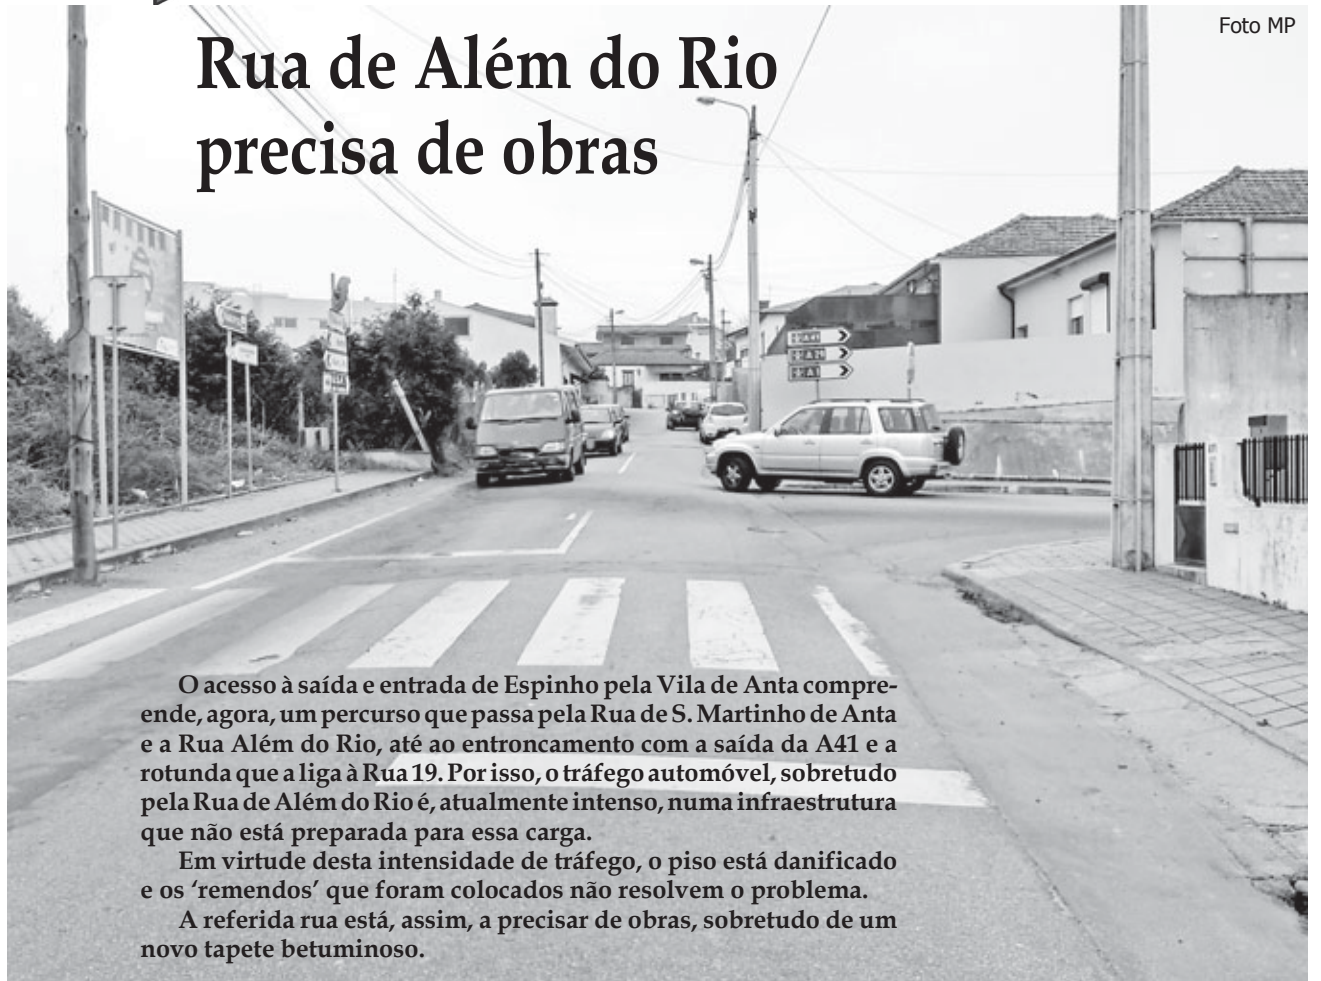 Foto MP
Rua de Além do Rio
precisa de obras
A 41
A 29
A 1
O acesso à saída e entrada de Espinho pela Vila de Anta compre-
ende, agora, um percurso que passa pela Rua de S. Martinho de Anta
e a Rua Além do Rio, até ao entroncamento com a saída da A41 e a
rotunda que a liga à Rua 19. Por isso, o tráfego automóvel, sobretudo
pela Rua de Além do Rio é, atualmente intenso, numa infraestrutura
que não está preparada para essa carga.
Em virtude desta intensidade de tráfego, o piso está danificado
e os ‘remendos’ que foram colocados não resolvem o problema.
A referida rua está, assim, a precisar de obras, sobretudo de um
novo tapete betuminoso.